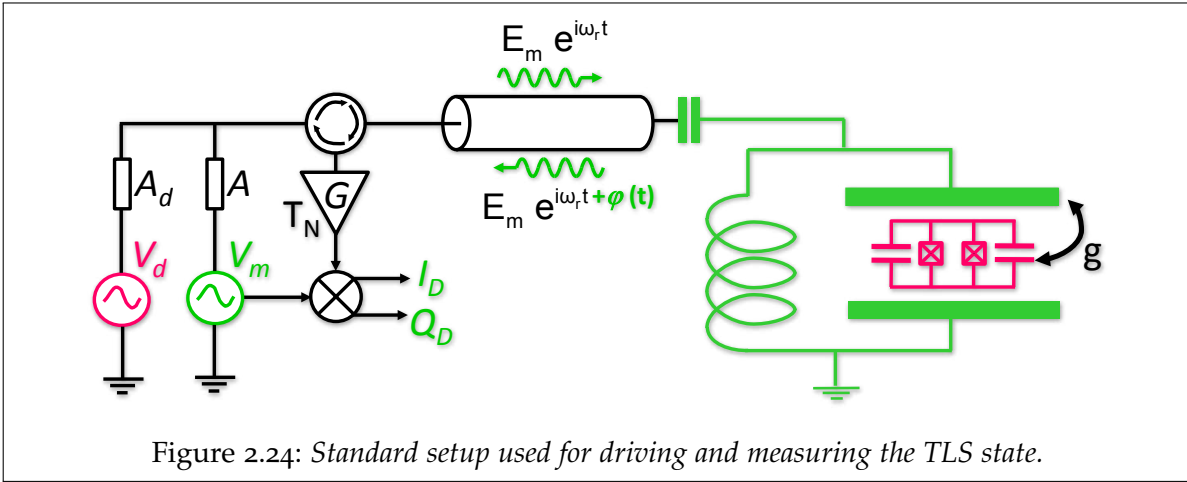 E_m e^{iω_r t}
A_d
A
G
T_N
E_m e^{iω_r t+φ(t)}
V_d
V_m
I_D
Q_D
g
Figure 2.24: Standard setup used for driving and measuring the TLS state.